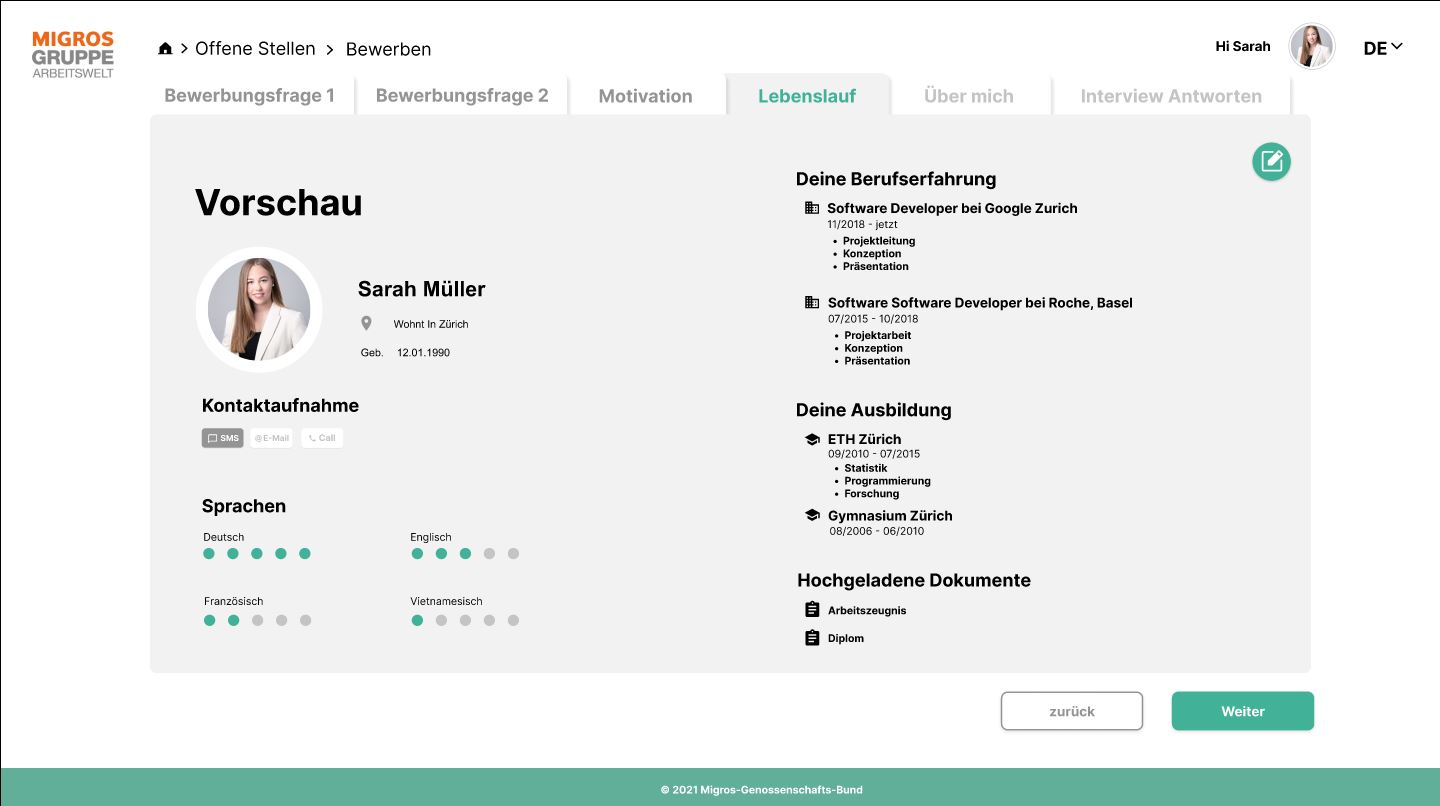 MIGROS
GRUPPE
ARBEITSWELT
Offene Stellen
Bewerben
Hi Sarah
DE
Bewerbungsfrage 1
Bewerbungsfrage 2
Motivation
Lebenslauf
Über mich
Interview Antworten
Vorschau
Sarah Müller
Wohnt In Zürich
Geb. 12.01.1990
Kontaktaufnahme
SMS
@E-Mail
Call
Sprachen
Deutsch
Englisch
Französisch
Vietnamesisch
Deine Berufserfahrung
Software Developer bei Google Zurich
11/2018 - jetzt
• Projektleitung
• Konzeption
• Präsentation
Software Software Developer bei Roche, Basel
07/2015 - 10/2018
• Projektarbeit
• Konzeption
• Präsentation
Deine Ausbildung
ETH Zürich
09/2010 - 07/2015
• Statistik
• Programmierung
• Forschung
Gymnasium Zürich
08/2006 - 06/2010
Hochgeladene Dokumente
Arbeitszeugnis
Diplom
zurück
Weiter
© 2021 Migros-Genossenschafts-Bund